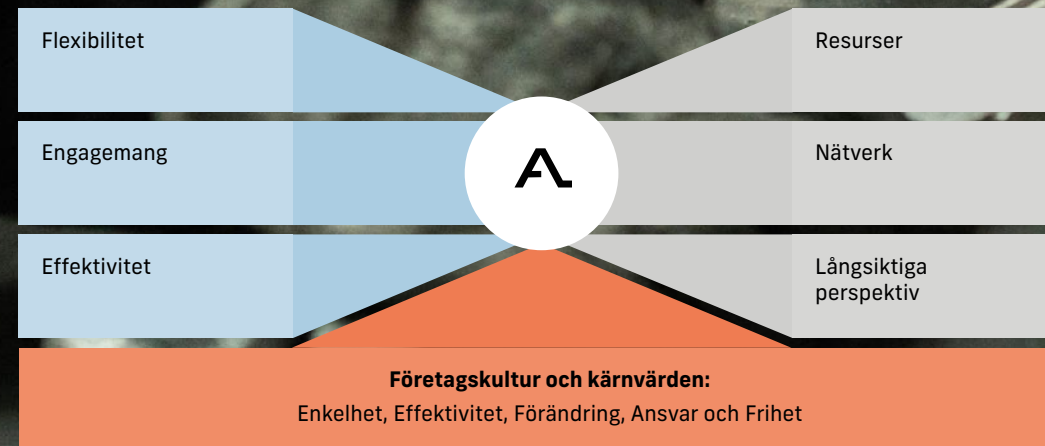 Flexibilitet
Engagemang
Effektivitet
Resurser
Nätverk
Långsiktiga
perspektiv
Företagskultur och kärnvärden:
Enkelhet, Effektivitet, Förändring, Ansvar och Frihet